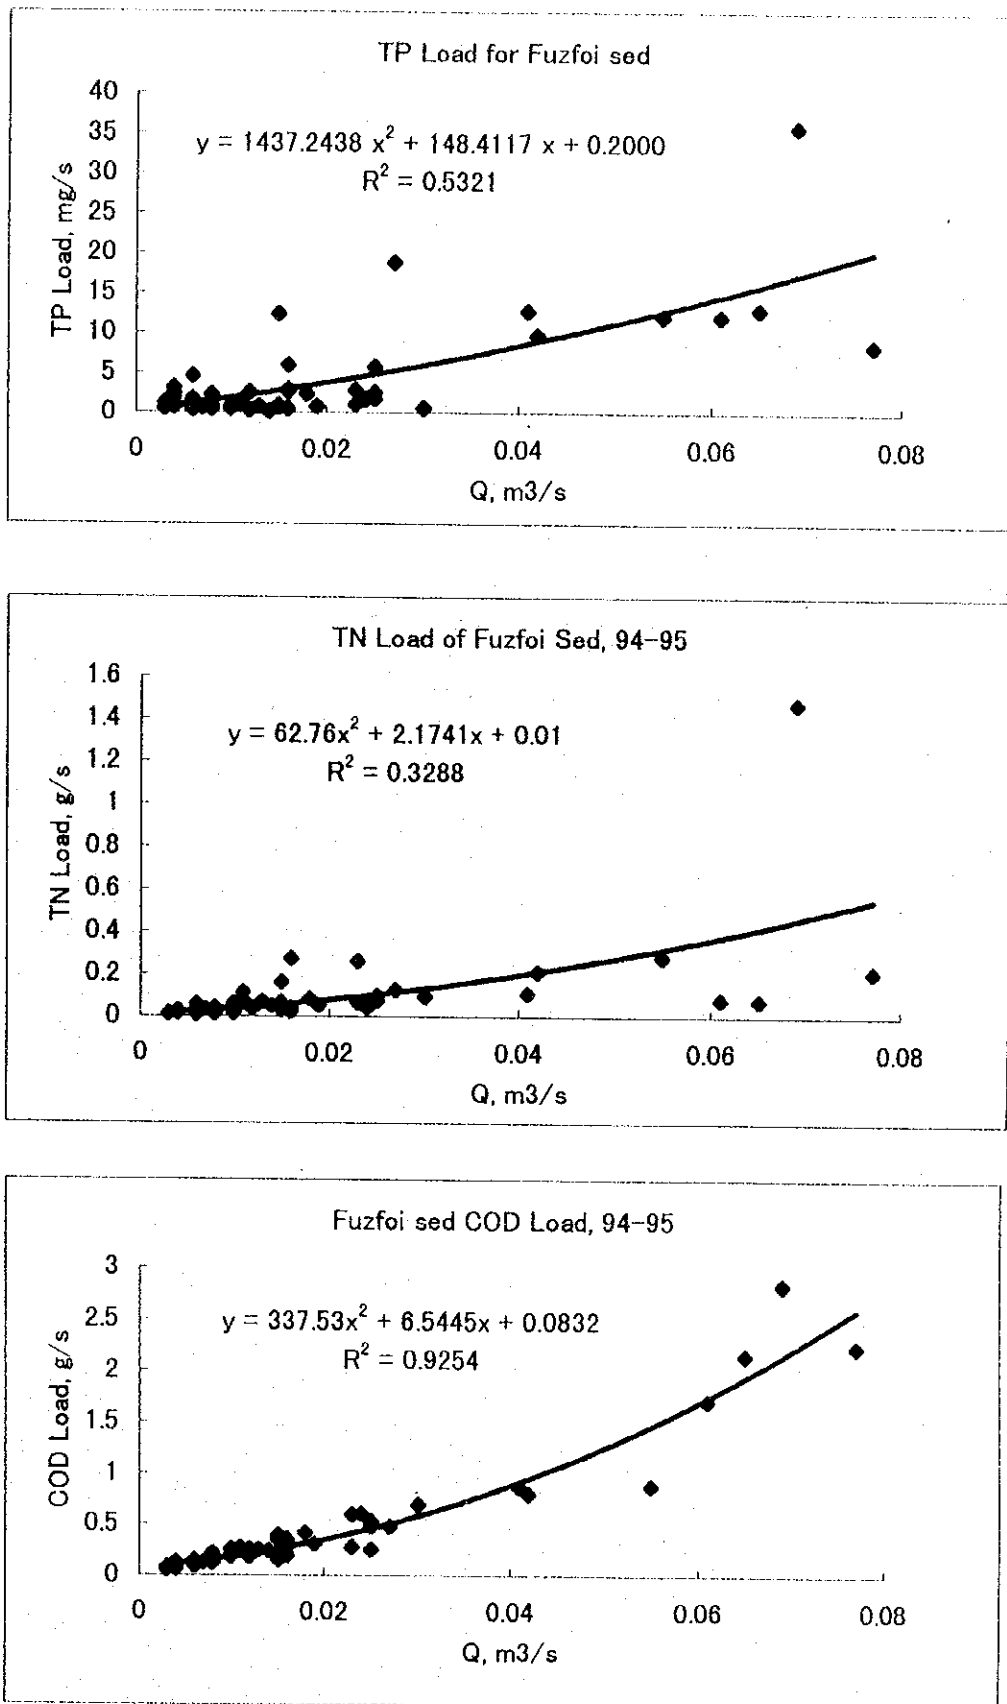 TP Load for Fuzfoi sed
40
35
30
25
20
15
10
5
0
y = 1437.2438 x² + 148.4117 x + 0.2000
R² = 0.5321
TP Load, mg/s
0 0.02 0.04 0.06 0.08
Q, m3/s
TN Load of Fuzfoi Sed, 94-95
1.6
1.4
1.2
1
0.8
0.6
0.4
0.2
0
y = 62.76x² + 2.1741x + 0.01
R² = 0.3288
TN Load, g/s
0 0.02 0.04 0.06 0.08
Q, m3/s
Fuzfoi sed COD Load, 94-95
3
2.5
2
1.5
1
0.5
0
y = 337.53x² + 6.5445x + 0.0832
R² = 0.9254
COD Load, g/s
0 0.02 0.04 0.06 0.08
Q, m3/s